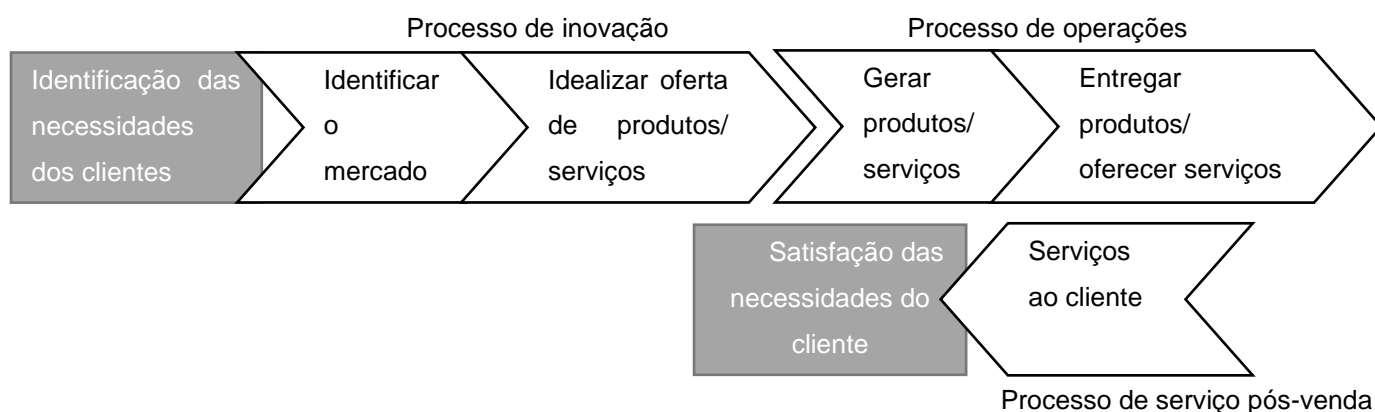 Processo de inovação
Processo de operações
Identificação das
necessidades
dos clientes
Identificar
o
mercado
Idealizar oferta
de produtos/
serviços
Gerar
produtos/
serviços
Entregar
produtos/
oferecer serviços
Satisfação das
necessidades do
cliente
Serviços
ao cliente
Processo de serviço pós-venda